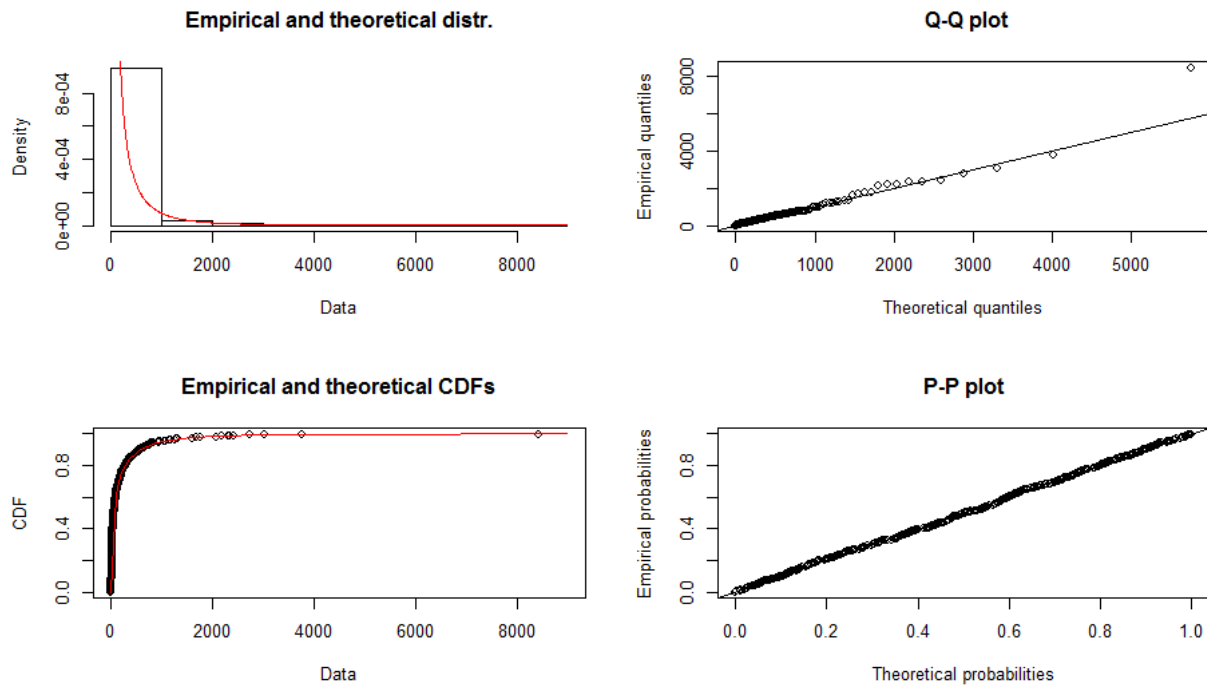 Empirical and theoretical distr.
Density
0e+00 4e-04 8e-04
0 2000 4000 6000 8000
Data
Q-Q plot
Empirical quantiles
0 4000 8000
0 1000 2000 3000 4000 5000
Theoretical quantiles
Empirical and theoretical CDFs
CDF
0.0 0.4 0.8
0 2000 4000 6000 8000
Data
P-P plot
Empirical probabilities
0.0 0.4 0.8
0.0 0.2 0.4 0.6 0.8 1.0
Theoretical probabilities